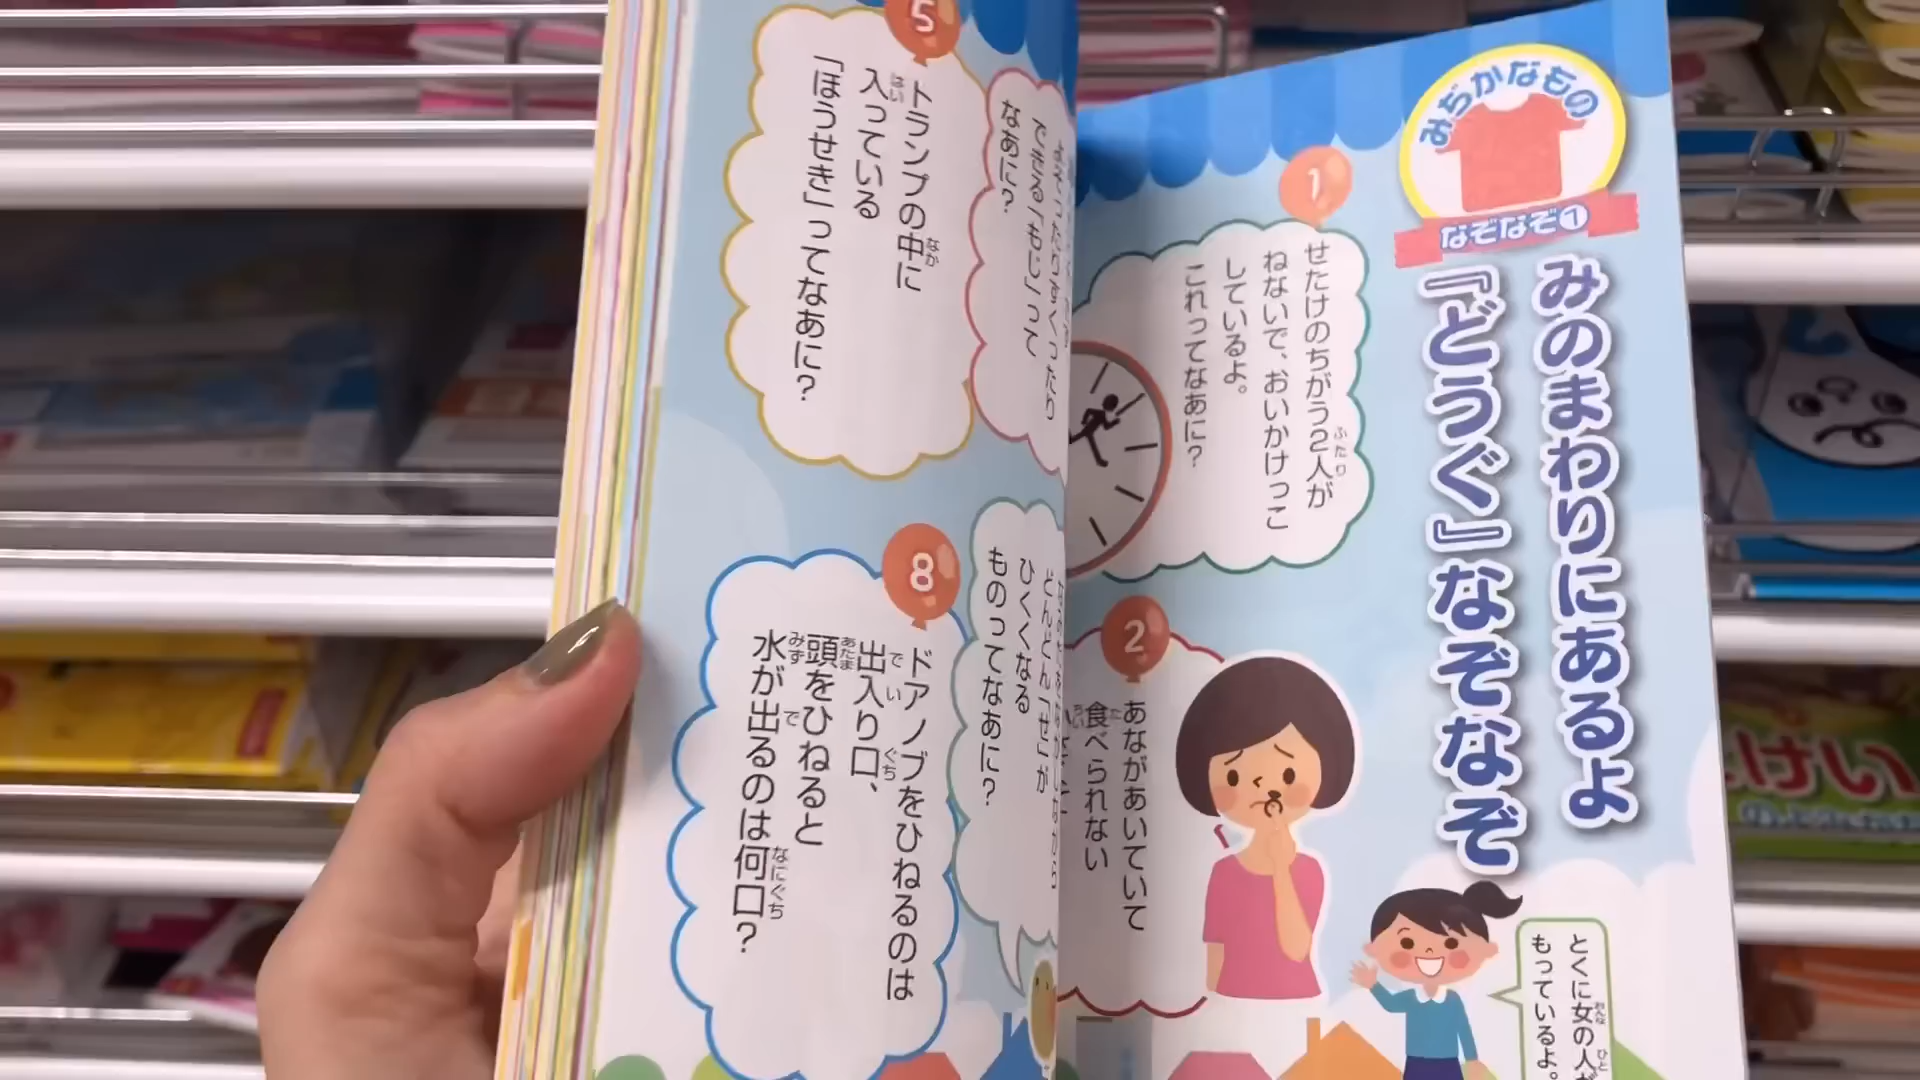 みぢかなもの
なぞなぞ1
みのまわりにあるよ
『どうぐ』なぞなぞ
1
せたけのちがう2人が
ねないで、おいかけっこ
しているよ。
これってなあに?
2
あながあいていて
食べられない
とくに女の人が
もっているよ。
できる「もじ」って
なあに?
5
トランプの中に
入っている
「ほうせき」ってなあに?
どんどん「せ」が
ひくくなる
ものってなあに?
8
ドアノブをひねるのは
出入り口、
頭をひねると
水が出るのは何口?
けい